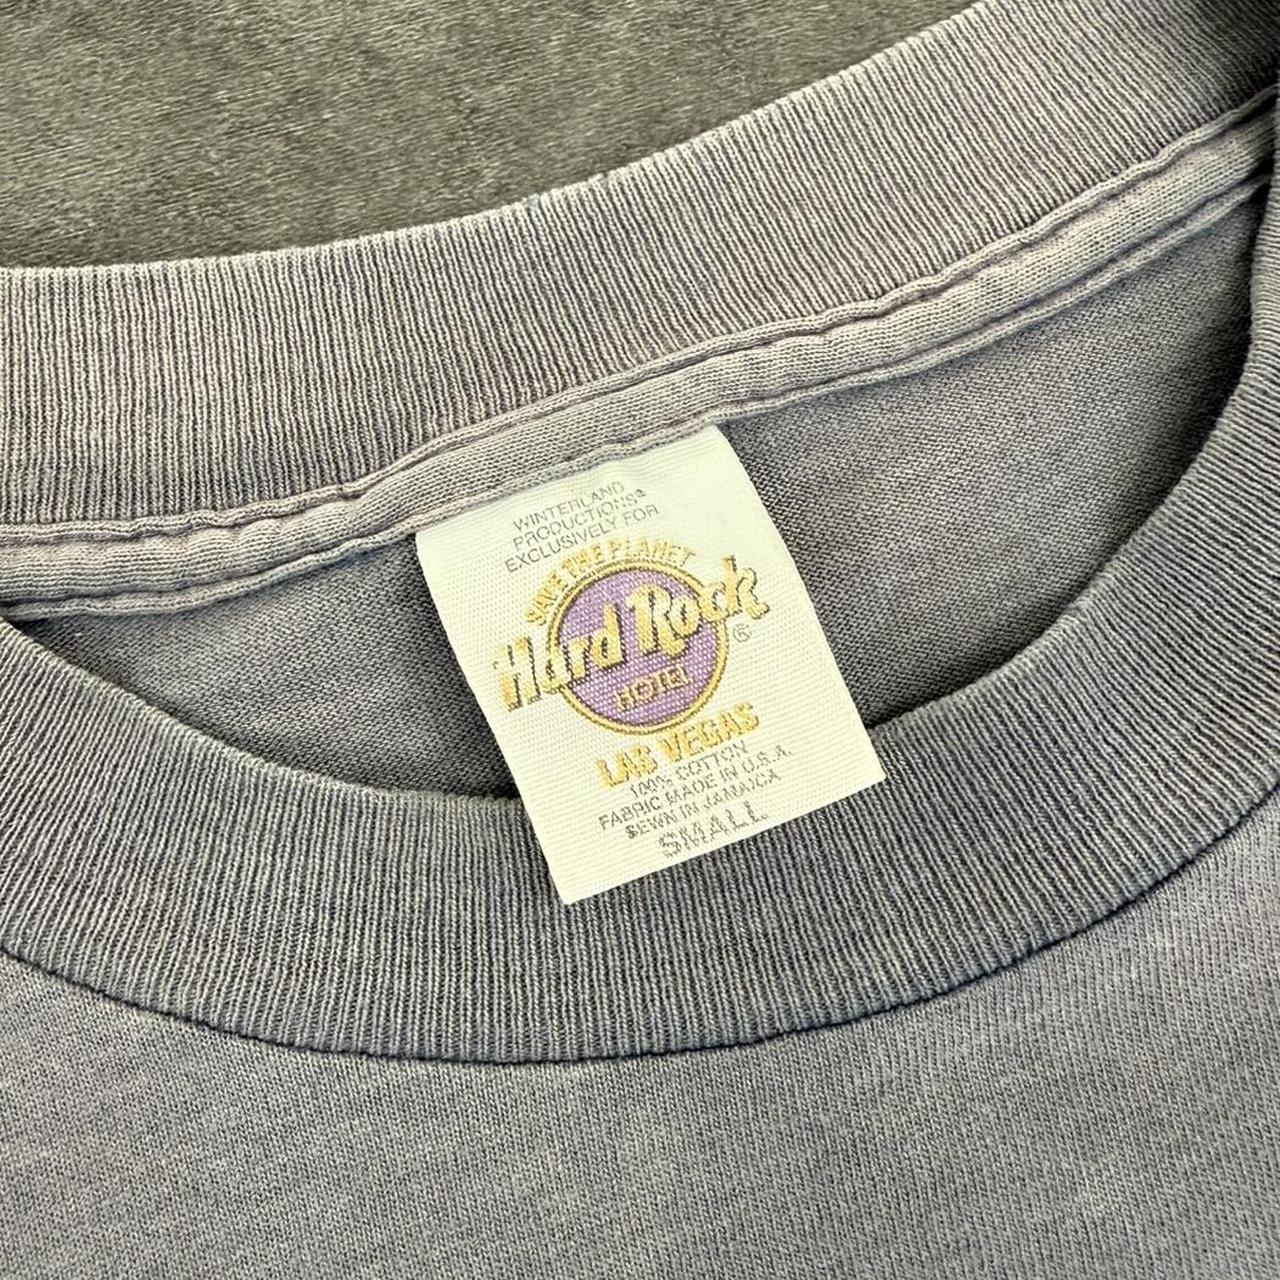 WINTERLAND
PRODUCTIONS®
EXCLUSIVELY FOR
SAVE THE PLANET
Hard Rock®
HOTEL
LAS VEGAS
100% COTTON
FABRIC MADE IN U.S.A.
SEWN IN JAMAICA
SMALL